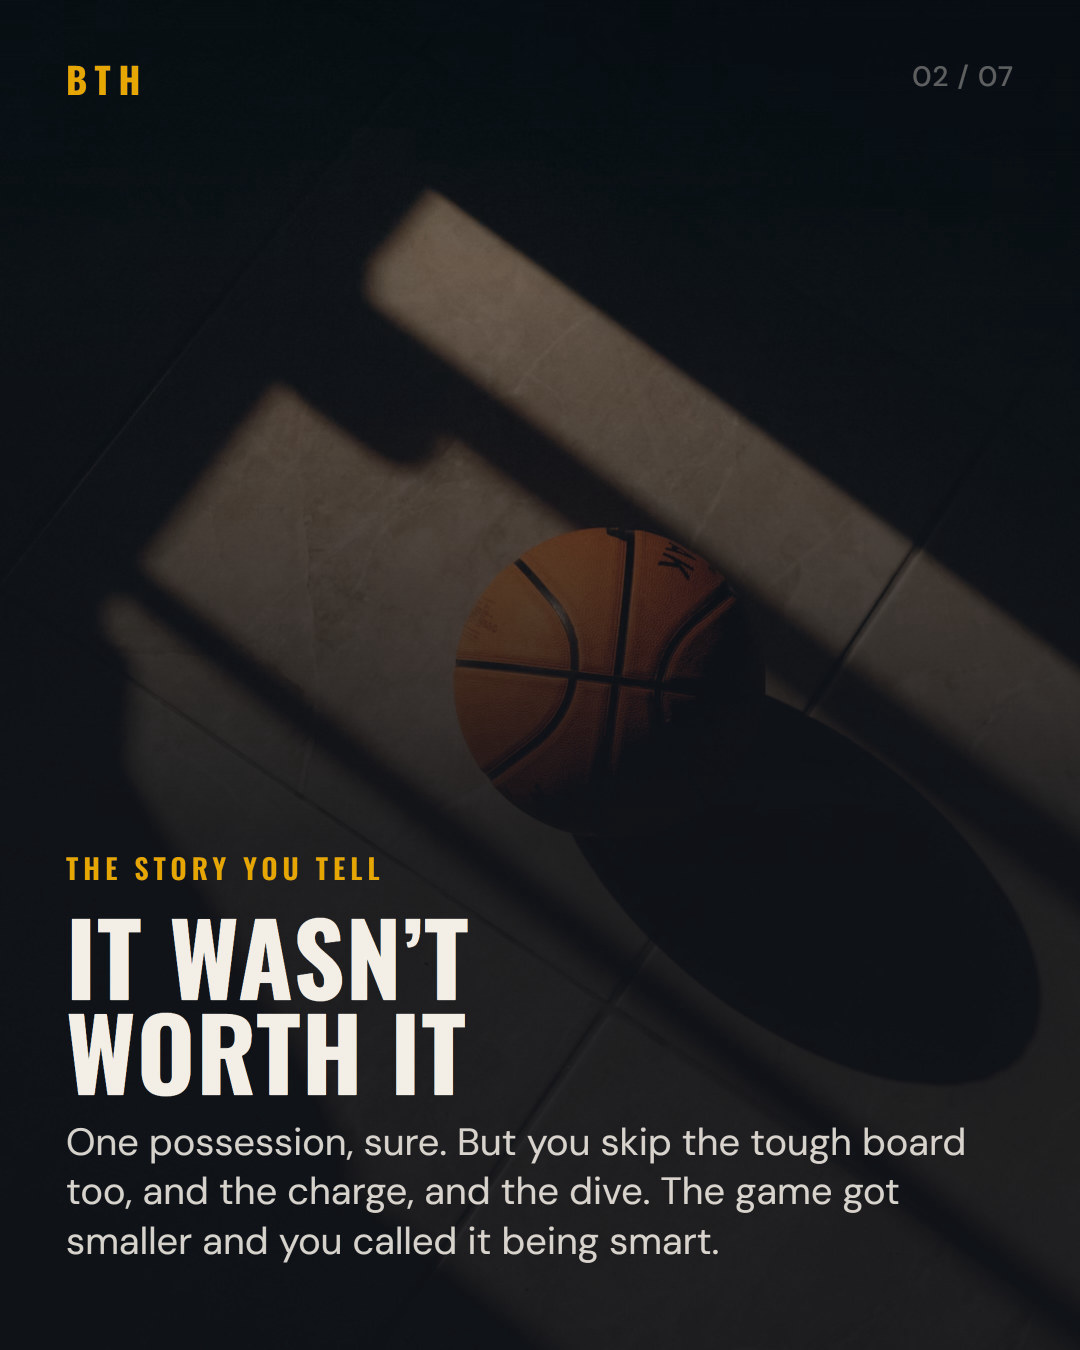 BTH
02 / 07
THE STORY YOU TELL
IT WASN’T
WORTH IT
One possession, sure. But you skip the tough board
too, and the charge, and the dive. The game got
smaller and you called it being smart.